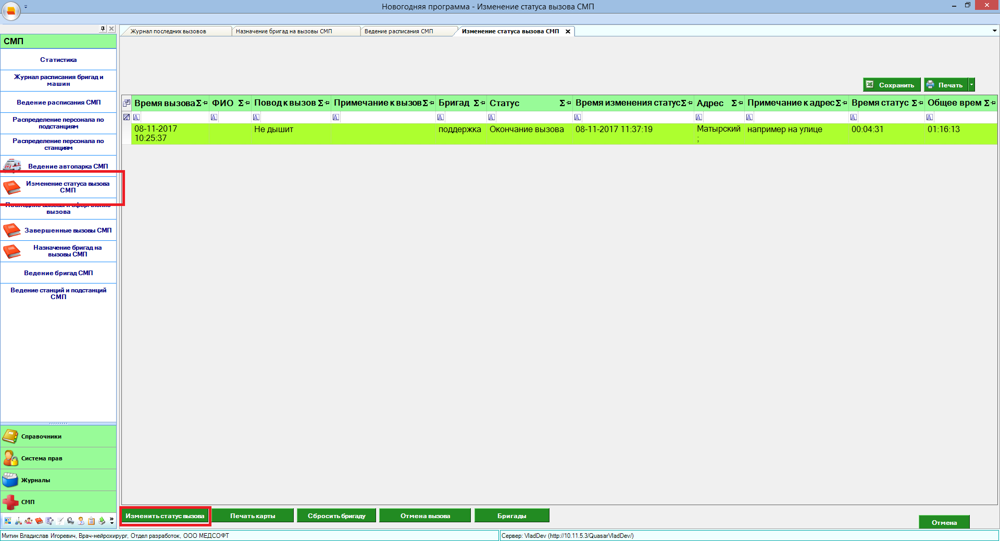 Новогодняя программа - Изменение статуса вызова СМП
Журнал последних вызовов
Назначение бригад на вызовы СМП
Ведение расписания СМП
Изменение статуса вызова СМП
СМП
Статистика
Журнал расписания бригад и
машин
Ведение расписания СМП
Распределение персонала по
подстанциям
Распределение персонала по
станциям
Ведение автопарка СМП
Изменение статуса вызова
СМП
Последние вызовы и оформление
вызова
Завершенные вызовы СМП
Назначение бригад на
вызовы СМП
Ведение бригад СМП
Ведение станций и подстанций
СМП
Справочники
Система прав
Журналы
СМП
Сохранить
Печать
Время вызова
ФИО
Повод к вызов
Примечание к вызов
Бригад
Статус
Время изменения статус
Адрес
Примечание к адрес
Время статус
Общее врем
08-11-2017
10:25:37
Не дышит
поддержка
Окончание вызова
08-11-2017 11:37:19
Матырский
;
например на улице
00:04:31
01:16:13
Изменить статус вызова
Печать карты
Сбросить бригаду
Отмена вызова
Бригады
Отмена
Митин Владислав Игоревич, Врач-нейрохирург, Отдел разработок, ООО МЕДСОФТ
Сервер: VladDev (http://10.11.5.3/QuasarVladDev/)